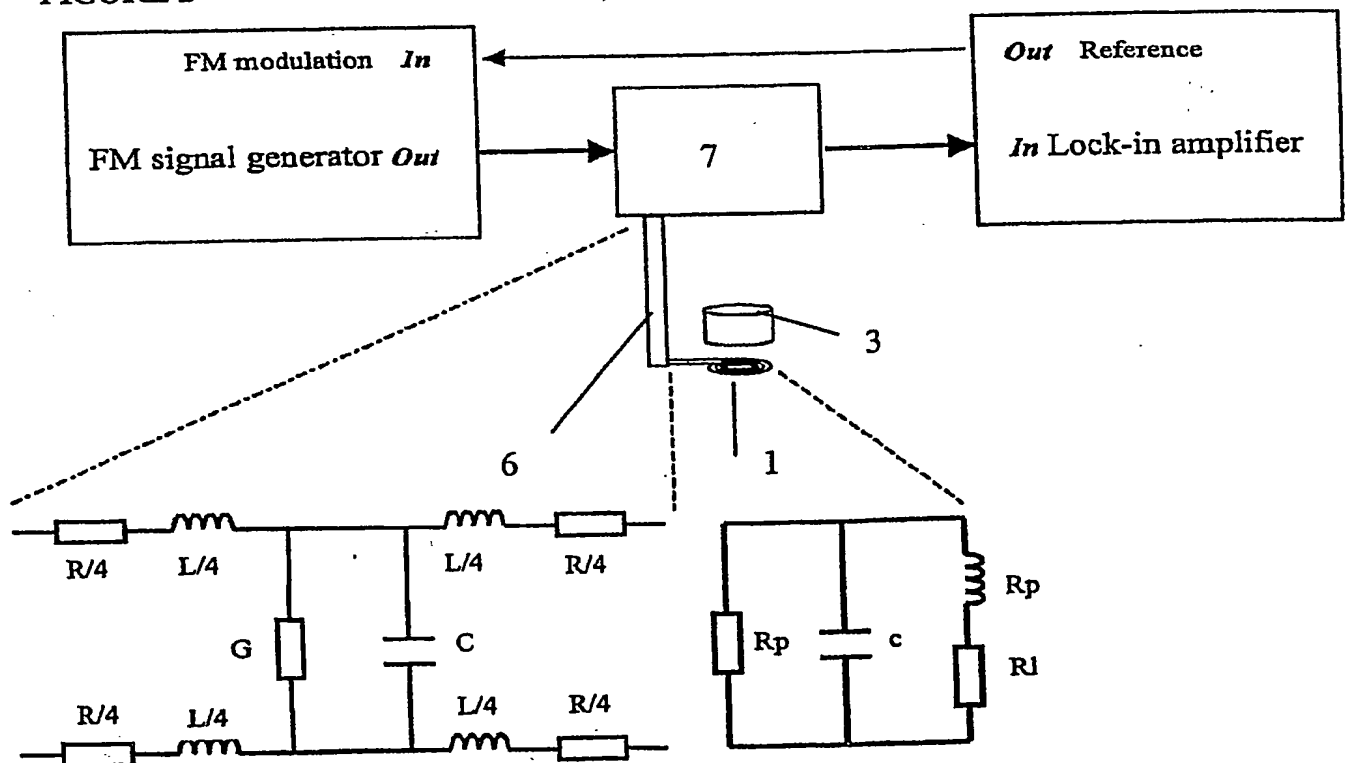 FM modulation In
Out Reference
FM signal generator Out
7
In Lock-in amplifier
3
6
1
R/4
L/4
L/4
R/4
Rp
G
C
Rp
c
Rl
R/4
L/4
L/4
R/4